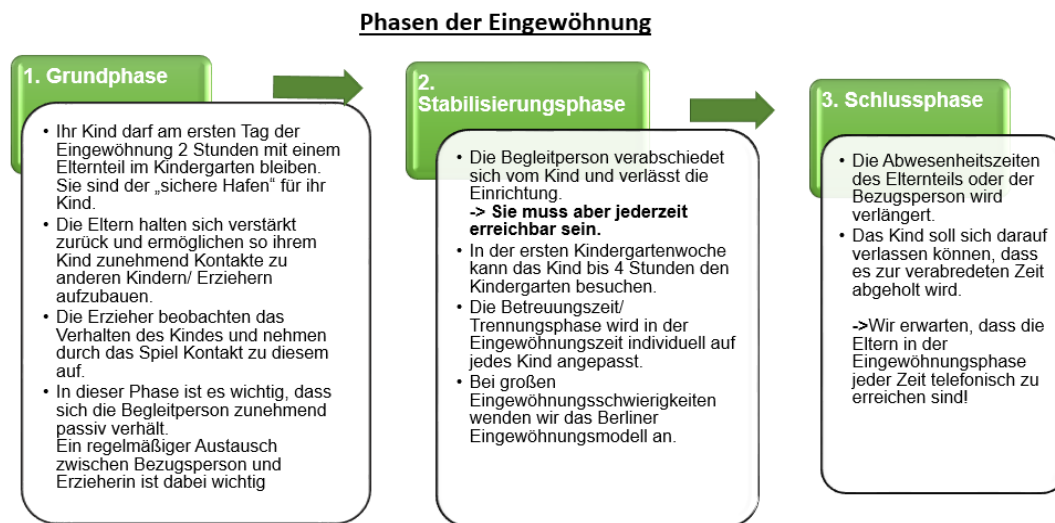 Phasen der Eingewöhnung
1. Grundphase
• Ihr Kind darf am ersten Tag der
Eingewöhnung 2 Stunden mit einem
Elternteil im Kindergarten bleiben.
Sie sind der „sichere Hafen“ für ihr
Kind.
• Die Eltern halten sich verstärkt
zurück und ermöglichen so ihrem
Kind zunehmend Kontakte zu
anderen Kindern/ Erziehern
aufzubauen.
• Die Erzieher beobachten das
Verhalten des Kindes und nehmen
durch das Spiel Kontakt zu diesem
auf.
• In dieser Phase ist es wichtig, dass
sich die Begleitperson zunehmend
passiv verhält.
Ein regelmäßiger Austausch
zwischen Bezugsperson und
Erzieherin ist dabei wichtig
2.
Stabilisierungsphase
• Die Begleitperson verabschiedet
sich vom Kind und verlässt die
Einrichtung.
-> Sie muss aber jederzeit
erreichbar sein.
• In der ersten Kindergartenwoche
kann das Kind bis 4 Stunden den
Kindergarten besuchen.
• Die Betreuungszeit/
Trennungsphase wird in der
Eingewöhnungszeit individuell auf
jedes Kind angepasst.
• Bei großen
Eingewöhnungsschwierigkeiten
wenden wir das Berliner
Eingewöhnungsmodell an.
3. Schlussphase
• Die Abwesenheitszeiten
des Elternteils oder der
Bezugsperson wird
verlängert.
• Das Kind soll sich darauf
verlassen können, dass
es zur verabredeten Zeit
abgeholt wird.
->Wir erwarten, dass die
Eltern in der
Eingewöhnungsphase
jeder Zeit telefonisch zu
erreichen sind!